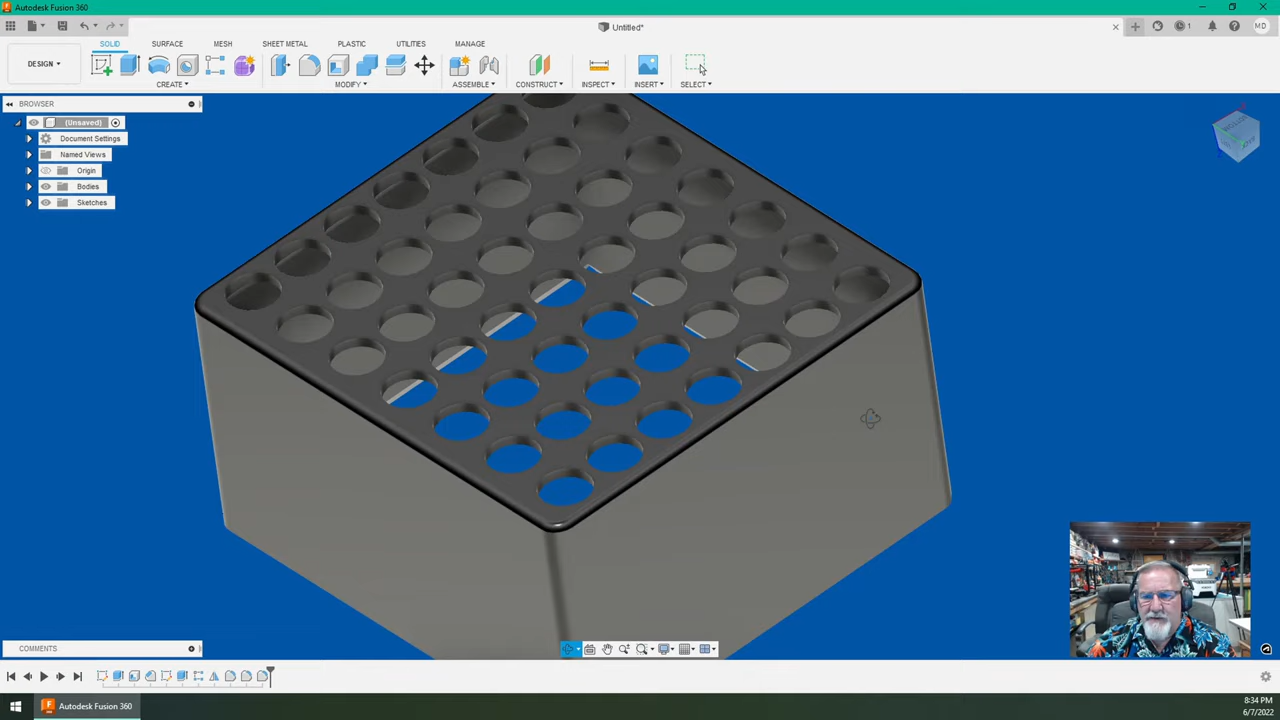 Autodesk Fusion 360
Untitled*
1
MD
DESIGN
SOLID
SURFACE
MESH
SHEET METAL
PLASTIC
UTILITIES
MANAGE
CREATE
MODIFY
ASSEMBLE
CONSTRUCT
INSPECT
INSERT
SELECT
BROWSER
(Unsaved)
Document Settings
Named Views
Origin
Bodies
Sketches
COMMENTS
Autodesk Fusion 360
8:34 PM
6/7/2022